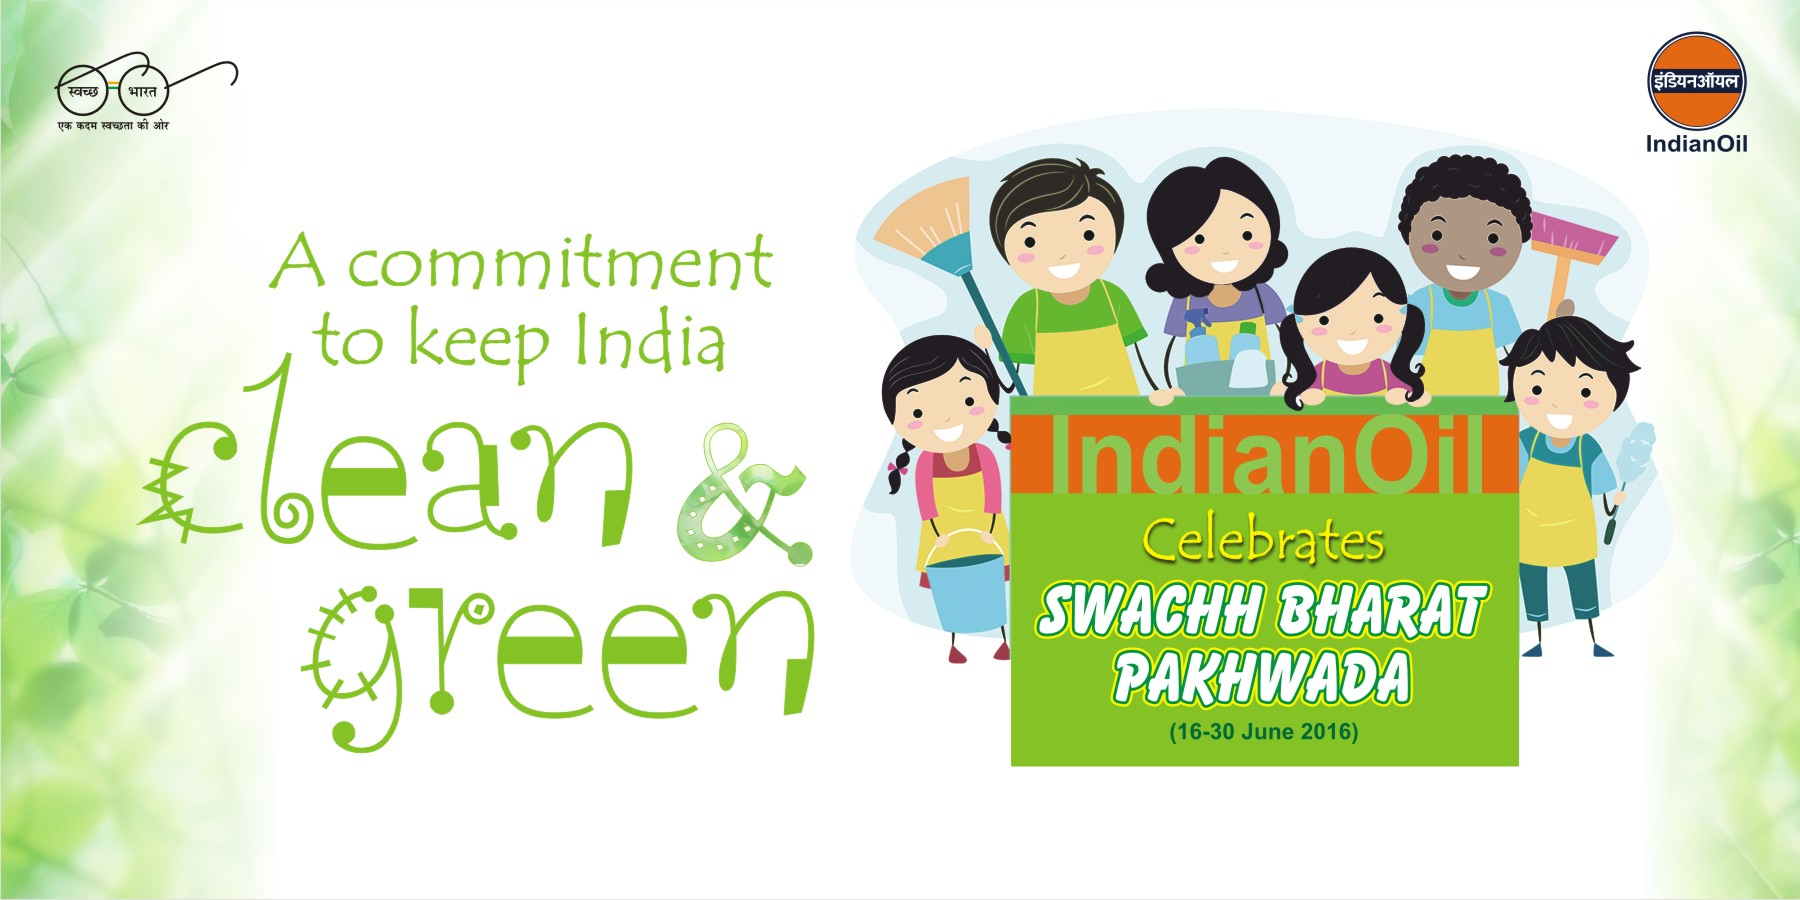 स्वच्छ भारत
एक कदम स्वच्छता की ओर
इंडियनऑयल
IndianOil
A commitment
to keep India
clean &
green
IndianOil
Celebrates
SWACHH BHARAT
PAKHWADA
(16-30 June 2016)